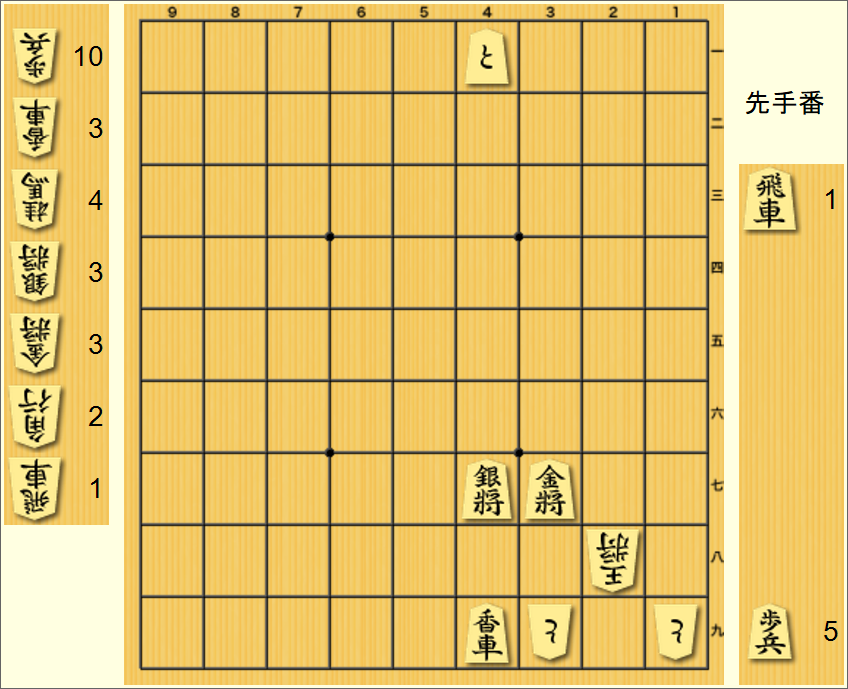 9 8 7 6 5 4 3 2 1
歩兵 10
香車 3
桂馬 4
銀将 3
金将 3
角行 2
飛車 1
と 一
二
三
四
五
六
銀将 金将 七
王将 八
香車 と と 九
先手番
飛車 1
歩兵 5